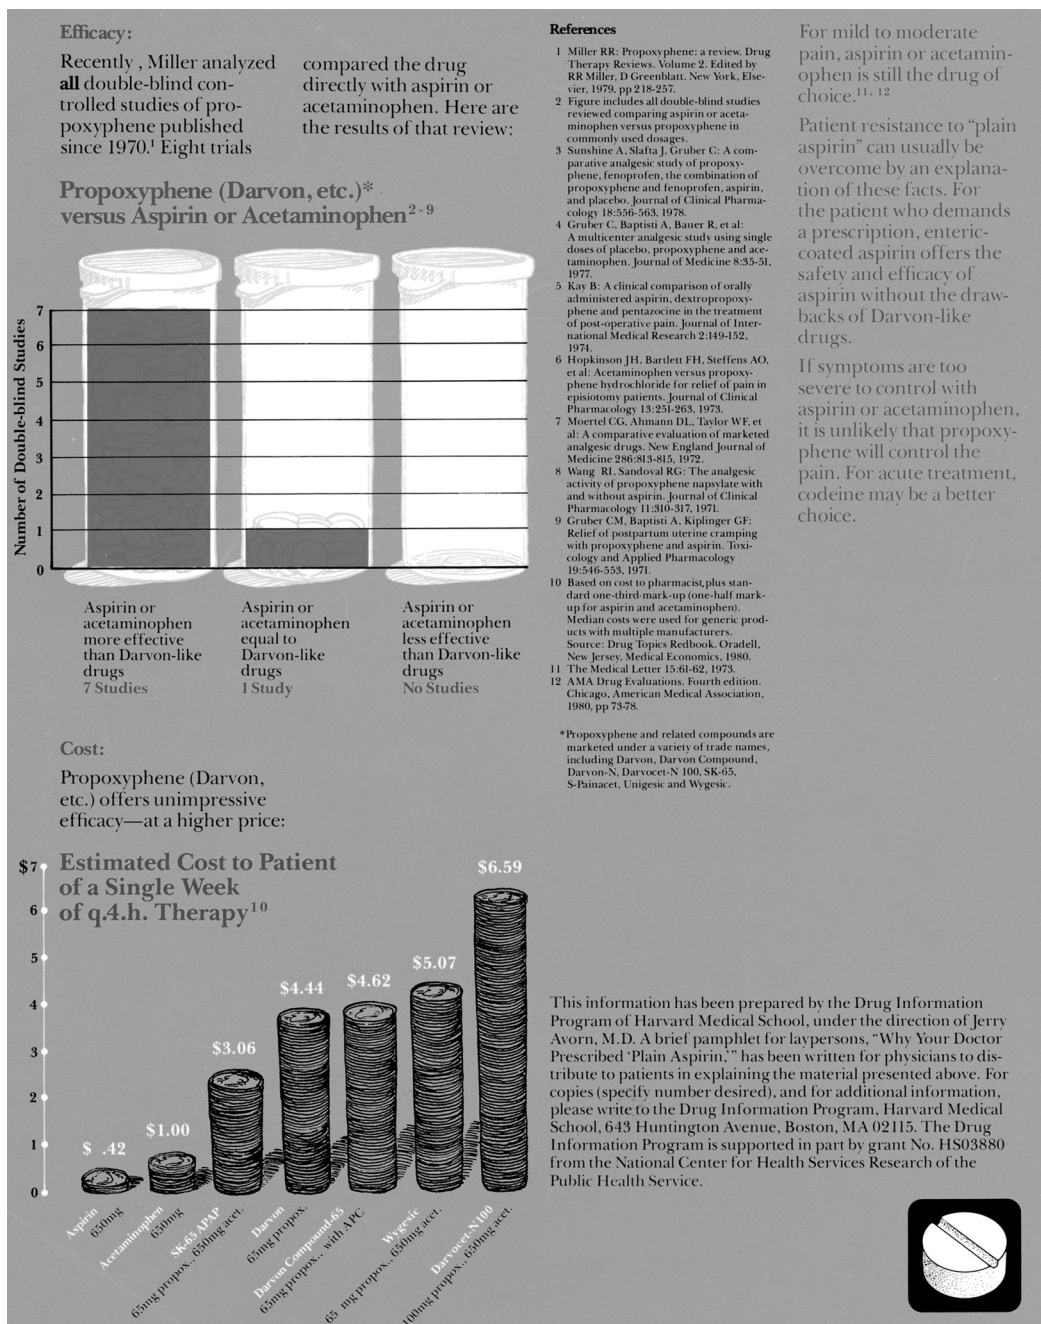 Efficacy:
Recently, Miller analyzed
all double-blind con-
trolled studies of pro-
poxyphene published
since 1970.¹ Eight trials
compared the drug
directly with aspirin or
acetaminophen. Here are
the results of that review:
Propoxyphene (Darvon, etc.)*
versus Aspirin or Acetaminophen²⁻⁹
Number of Double-blind Studies
7
6
5
4
3
2
1
0
Aspirin or
acetaminophen
more effective
than Darvon-like
drugs
7 Studies
Aspirin or
acetaminophen
equal to
Darvon-like
drugs
1 Study
Aspirin or
acetaminophen
less effective
than Darvon-like
drugs
No Studies
Cost:
Propoxyphene (Darvon,
etc.) offers unimpressive
efficacy—at a higher price:
Estimated Cost to Patient
of a Single Week
of q.4.h. Therapy¹⁰
$7
6
5
4
3
2
1
0
$ .42
$1.00
$3.06
$4.44
$4.62
$5.07
$6.59
Aspirin
650mg
Acetaminophen
650mg
SK-65 APAP
65mg propox., 650mg acet.
Darvon
65mg propox.
Darvon Compound-65
65mg propox., with APC
Wygesic
65 mg propox., 650mg acet.
Darvocet-N 100
100mg propox., 650mg acet.
References
1 Miller RR: Propoxyphene: a review. Drug
Therapy Reviews. Volume 2. Edited by
RR Miller, D Greenblatt. New York, Else-
vier, 1979, pp 218-257.
2 Figure includes all double-blind studies
reviewed comparing aspirin or aceta-
minophen versus propoxyphene in
commonly used dosages.
3 Sunshine A, Slafta J, Gruber C: A com-
parative analgesic study of propoxy-
phene, fenoprofen, the combination of
propoxyphene and fenoprofen, aspirin,
and placebo. Journal of Clinical Pharma-
cology 18:556-563, 1978.
4 Gruber C, Baptisti A, Bauer R, et al:
A multicenter analgesic study using single
doses of placebo, propoxyphene and ace-
taminophen. Journal of Medicine 8:35-51,
1977.
5 Kay B: A clinical comparison of orally
administered aspirin, dextropropoxy-
phene and pentazocine in the treatment
of post-operative pain. Journal of Inter-
national Medical Research 2:149-152,
1974.
6 Hopkinson JH, Bartlett FH, Steffens AO,
et al: Acetaminophen versus propoxy-
phene hydrochloride for relief of pain in
episiotomy patients. Journal of Clinical
Pharmacology 13:251-263, 1973.
7 Moertel CG, Ahmann DL, Taylor WF, et
al: A comparative evaluation of marketed
analgesic drugs. New England Journal of
Medicine 286:813-815, 1972.
8 Wang RI, Sandoval RG: The analgesic
activity of propoxyphene napsylate with
and without aspirin. Journal of Clinical
Pharmacology 11:310-317, 1971.
9 Gruber CM, Baptisti A, Kiplinger GF:
Relief of postpartum uterine cramping
with propoxyphene and aspirin. Toxi-
cology and Applied Pharmacology
19:546-553, 1971.
10 Based on cost to pharmacist, plus stan-
dard one-third-mark-up (one-half mark-
up for aspirin and acetaminophen).
Median costs were used for generic prod-
ucts with multiple manufacturers.
Source: Drug Topics Redbook. Oradell,
New Jersey, Medical Economics, 1980.
11 The Medical Letter 15:61-62, 1973.
12 AMA Drug Evaluations. Fourth edition.
Chicago, American Medical Association,
1980, pp 73-78.
*Propoxyphene and related compounds are
marketed under a variety of trade names,
including Darvon, Darvon Compound,
Darvon-N, Darvocet-N 100, SK-65,
S-Painacet, Unigesic and Wygesic.
For mild to moderate
pain, aspirin or acetamin-
ophen is still the drug of
choice.¹¹, ¹²
Patient resistance to “plain
aspirin” can usually be
overcome by an explana-
tion of these facts. For
the patient who demands
a prescription, enteric-
coated aspirin offers the
safety and efficacy of
aspirin without the draw-
backs of Darvon-like
drugs.
If symptoms are too
severe to control with
aspirin or acetaminophen,
it is unlikely that propoxy-
phene will control the
pain. For acute treatment,
codeine may be a better
choice.
This information has been prepared by the Drug Information
Program of Harvard Medical School, under the direction of Jerry
Avorn, M.D. A brief pamphlet for laypersons, “Why Your Doctor
Prescribed ‘Plain Aspirin,’” has been written for physicians to dis-
tribute to patients in explaining the material presented above. For
copies (specify number desired), and for additional information,
please write to the Drug Information Program, Harvard Medical
School, 643 Huntington Avenue, Boston, MA 02115. The Drug
Information Program is supported in part by grant No. HS03880
from the National Center for Health Services Research of the
Public Health Service.